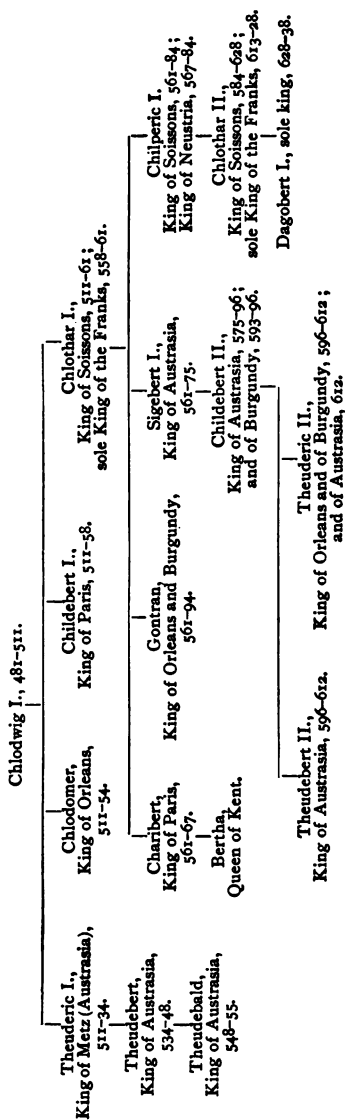 Chlodwig I., 481–511.
Theuderic I.,
King of Metz (Austrasia),
511–34.
Chlodomer,
King of Orleans,
511–54.
Childebert I.,
King of Paris, 511–58.
Chlothar I.,
King of Soissons, 511–61;
sole King of the Franks, 558–61.
Theudebert,
King of Austrasia,
534–48.
Charibert,
King of Paris,
561–67.
Gontran,
King of Orleans and Burgundy,
561–94.
Sigebert I.,
King of Austrasia,
561–75.
Chilperic I.
King of Soissons, 561–84;
King of Neustria, 567–84.
Theudebald,
King of Austrasia,
548–55.
Bertha,
Queen of Kent.
Childebert II.,
King of Austrasia, 575–96;
and of Burgundy, 593–96.
Chlothar II.,
King of Soissons, 584–628;
sole King of the Franks, 613–28.
Theudebert II.,
King of Austrasia, 596–612.
Theuderic II.,
King of Orleans and of Burgundy, 596–612;
and of Austrasia, 612.
Dagobert I., sole king, 628–38.